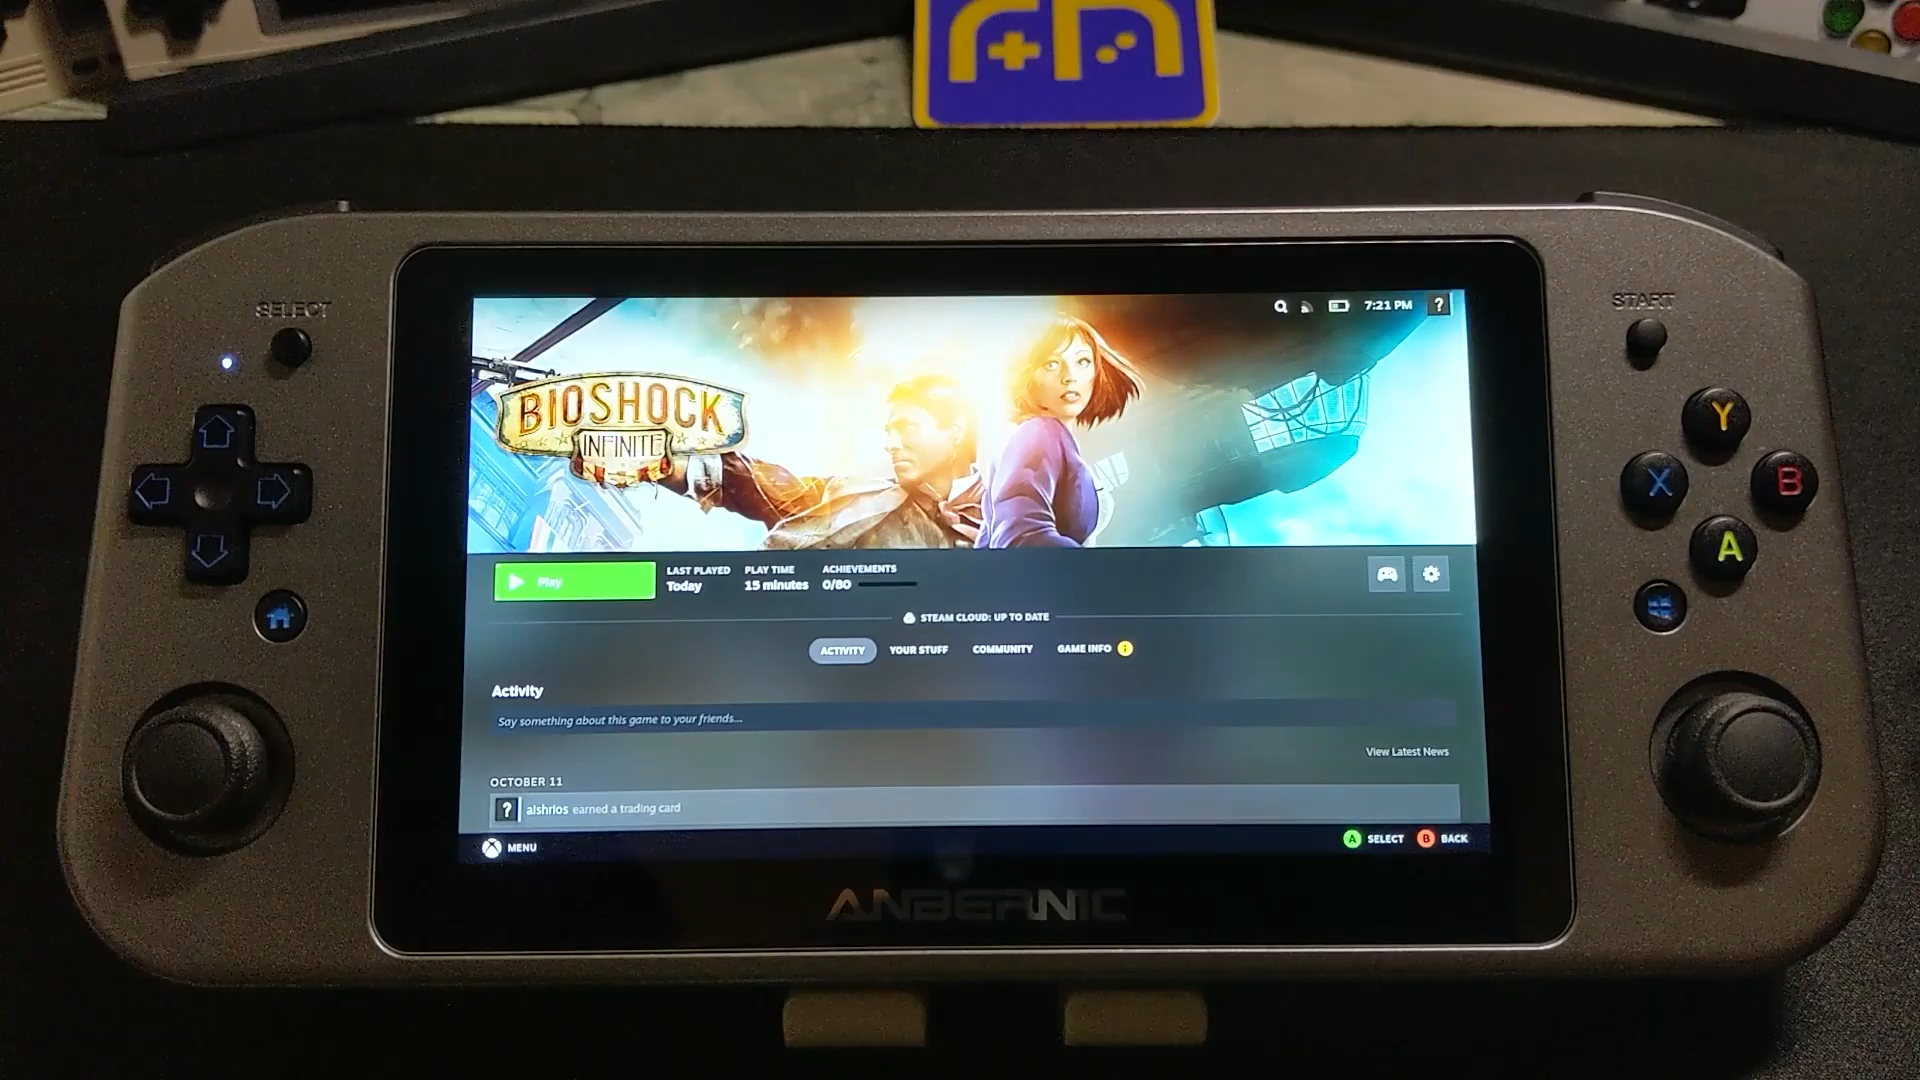 SELECT
START
7:21 PM
?
BIOSHOCK
INFINITE
Y
X
B
A
Play
LAST PLAYED
Today
PLAY TIME
15 minutes
ACHIEVEMENTS
0/80
STEAM CLOUD: UP TO DATE
ACTIVITY
YOUR STUFF
COMMUNITY
GAME INFO
i
Activity
Say something about this game to your friends...
View Latest News
OCTOBER 11
? alshrios earned a trading card
MENU
A SELECT B BACK
ANBERNIC